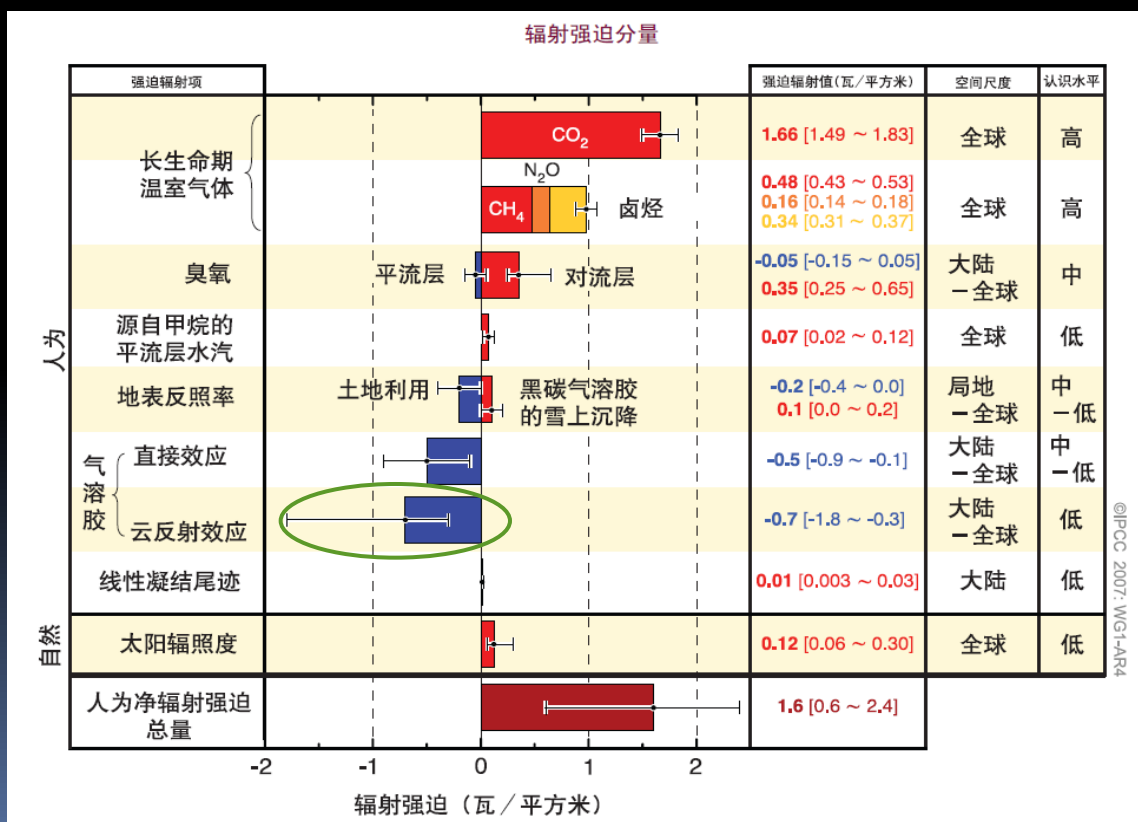 辐射强迫分量
强迫辐射项
强迫辐射值(瓦/平方米)
空间尺度
认识水平
人为
长生命期
温室气体
CO₂
1.66 [1.49 ~ 1.83]
全球
高
N₂O
CH₄
卤烃
0.48 [0.43 ~ 0.53]
0.16 [0.14 ~ 0.18]
0.34 [0.31 ~ 0.37]
全球
高
臭氧
平流层
对流层
-0.05 [-0.15 ~ 0.05]
0.35 [0.25 ~ 0.65]
大陆
－全球
中
源自甲烷的
平流层水汽
0.07 [0.02 ~ 0.12]
全球
低
地表反照率
土地利用
黑碳气溶胶
的雪上沉降
-0.2 [-0.4 ~ 0.0]
0.1 [0.0 ~ 0.2]
局地
－全球
中
－低
气溶胶
直接效应
-0.5 [-0.9 ~ -0.1]
大陆
－全球
中
－低
云反射效应
-0.7 [-1.8 ~ -0.3]
大陆
－全球
低
线性凝结尾迹
0.01 [0.003 ~ 0.03]
大陆
低
自然
太阳辐照度
0.12 [0.06 ~ 0.30]
全球
低
人为净辐射强迫
总量
1.6 [0.6 ~ 2.4]
-2 -1 0 1 2
辐射强迫（瓦/平方米）
©IPCC 2007: WG1-AR4